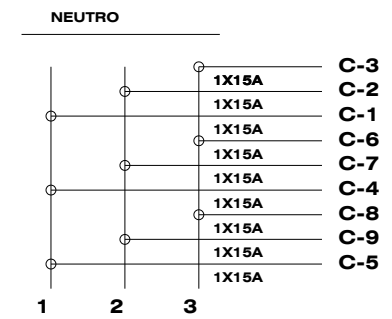 NEUTRO
C-3
1X15A
C-2
1X15A
C-1
1X15A
C-6
1X15A
C-7
1X15A
C-4
1X15A
C-8
1X15A
C-9
1X15A
C-5
1X15A
1 2 3